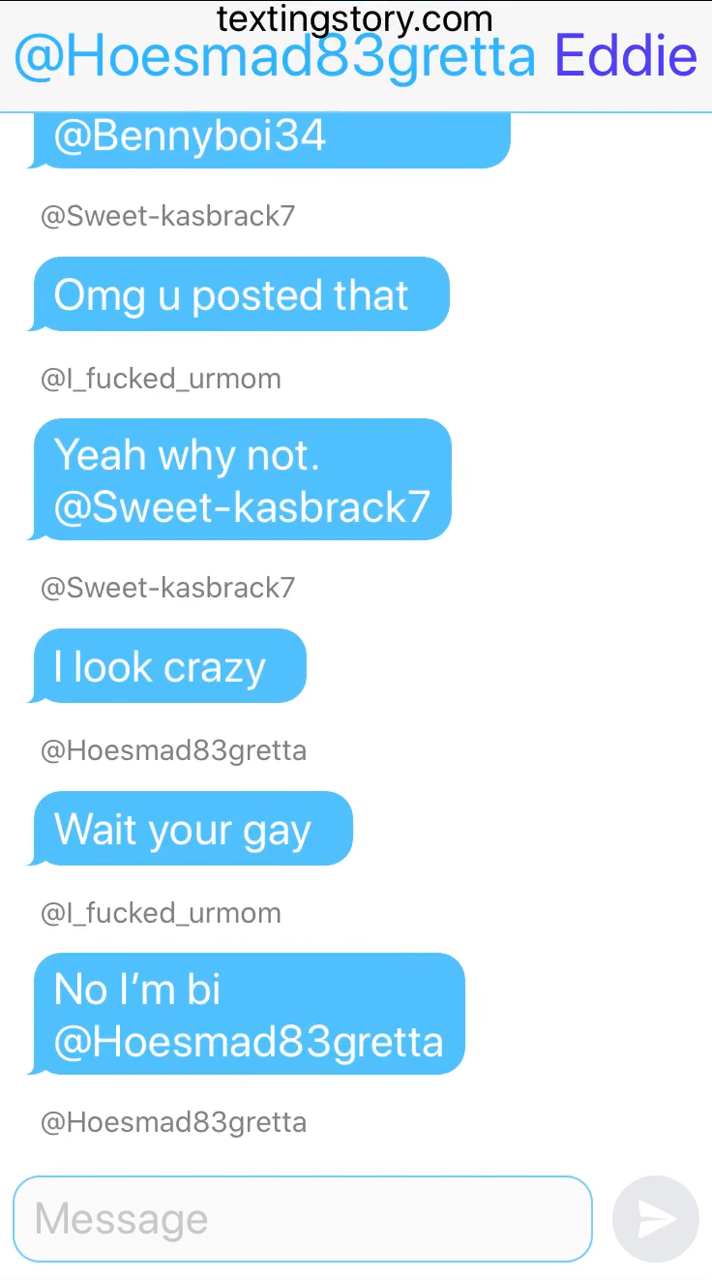 textingstory.com
@Hoesmad83gretta Eddie
@Bennyboi34
@Sweet-kasbrack7
Omg u posted that
@I_fucked_urmom
Yeah why not.
@Sweet-kasbrack7
@Sweet-kasbrack7
I look crazy
@Hoesmad83gretta
Wait your gay
@I_fucked_urmom
No I’m bi
@Hoesmad83gretta
@Hoesmad83gretta
Message